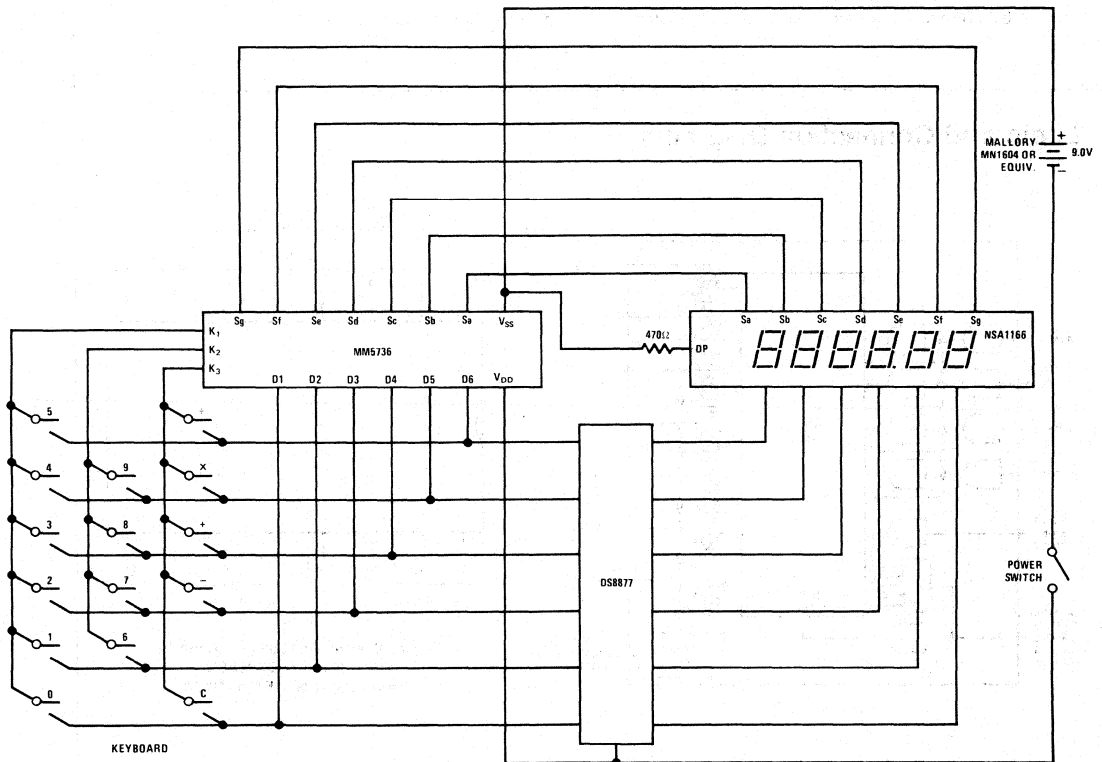 MALLORY
MN1604 OR
EQUIV.
+
9.0V
−
Sg Sf Se Sd Sc Sb Sa VSS
K1
K2
K3
MM5736
D1 D2 D3 D4 D5 D6 VDD
470Ω
Sa Sb Sc Sd Se Sf Sg
DP
888888.88
NSA1166
5
4 9 X
3 8 +
2 7 −
1 6
0 C
KEYBOARD
DS8877
POWER
SWITCH